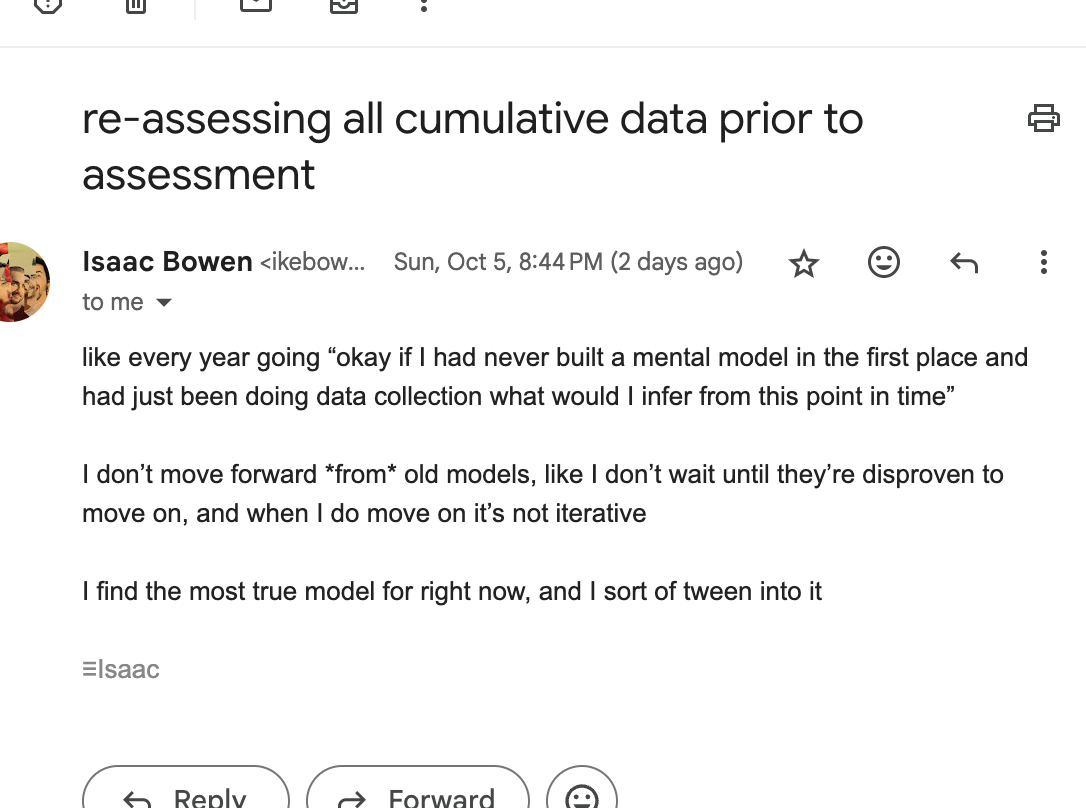 re-assessing all cumulative data prior to
assessment
Isaac Bowen <ikebow... Sun, Oct 5, 8:44 PM (2 days ago)
to me
like every year going “okay if I had never built a mental model in the first place and
had just been doing data collection what would I infer from this point in time”
I don’t move forward *from* old models, like I don’t wait until they’re disproven to
move on, and when I do move on it’s not iterative
I find the most true model for right now, and I sort of tween into it
≡Isaac
Reply Forward